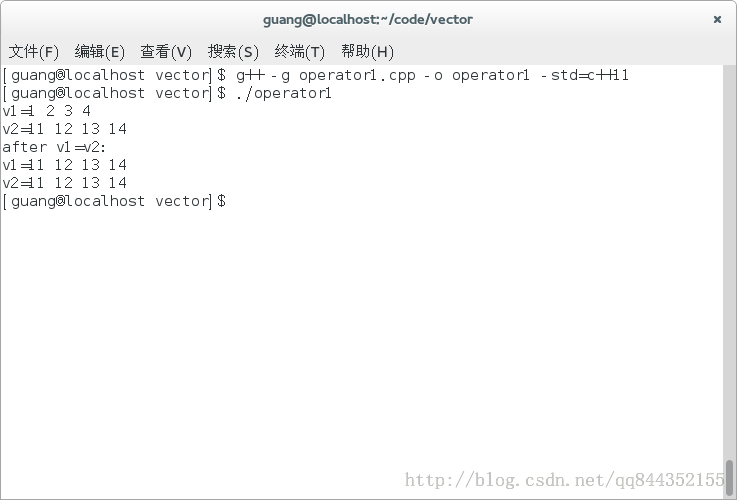 guang@localhost:~/code/vector
文件(F) 编辑(E) 查看(V) 搜索(S) 终端(T) 帮助(H)
[guang@localhost vector]$ g++ -g operator1.cpp -o operator1 -std=c++11
[guang@localhost vector]$ ./operator1
v1=1 2 3 4
v2=11 12 13 14
after v1=v2:
v1=11 12 13 14
v2=11 12 13 14
[guang@localhost vector]$
http://blog.csdn.net/qq844352155